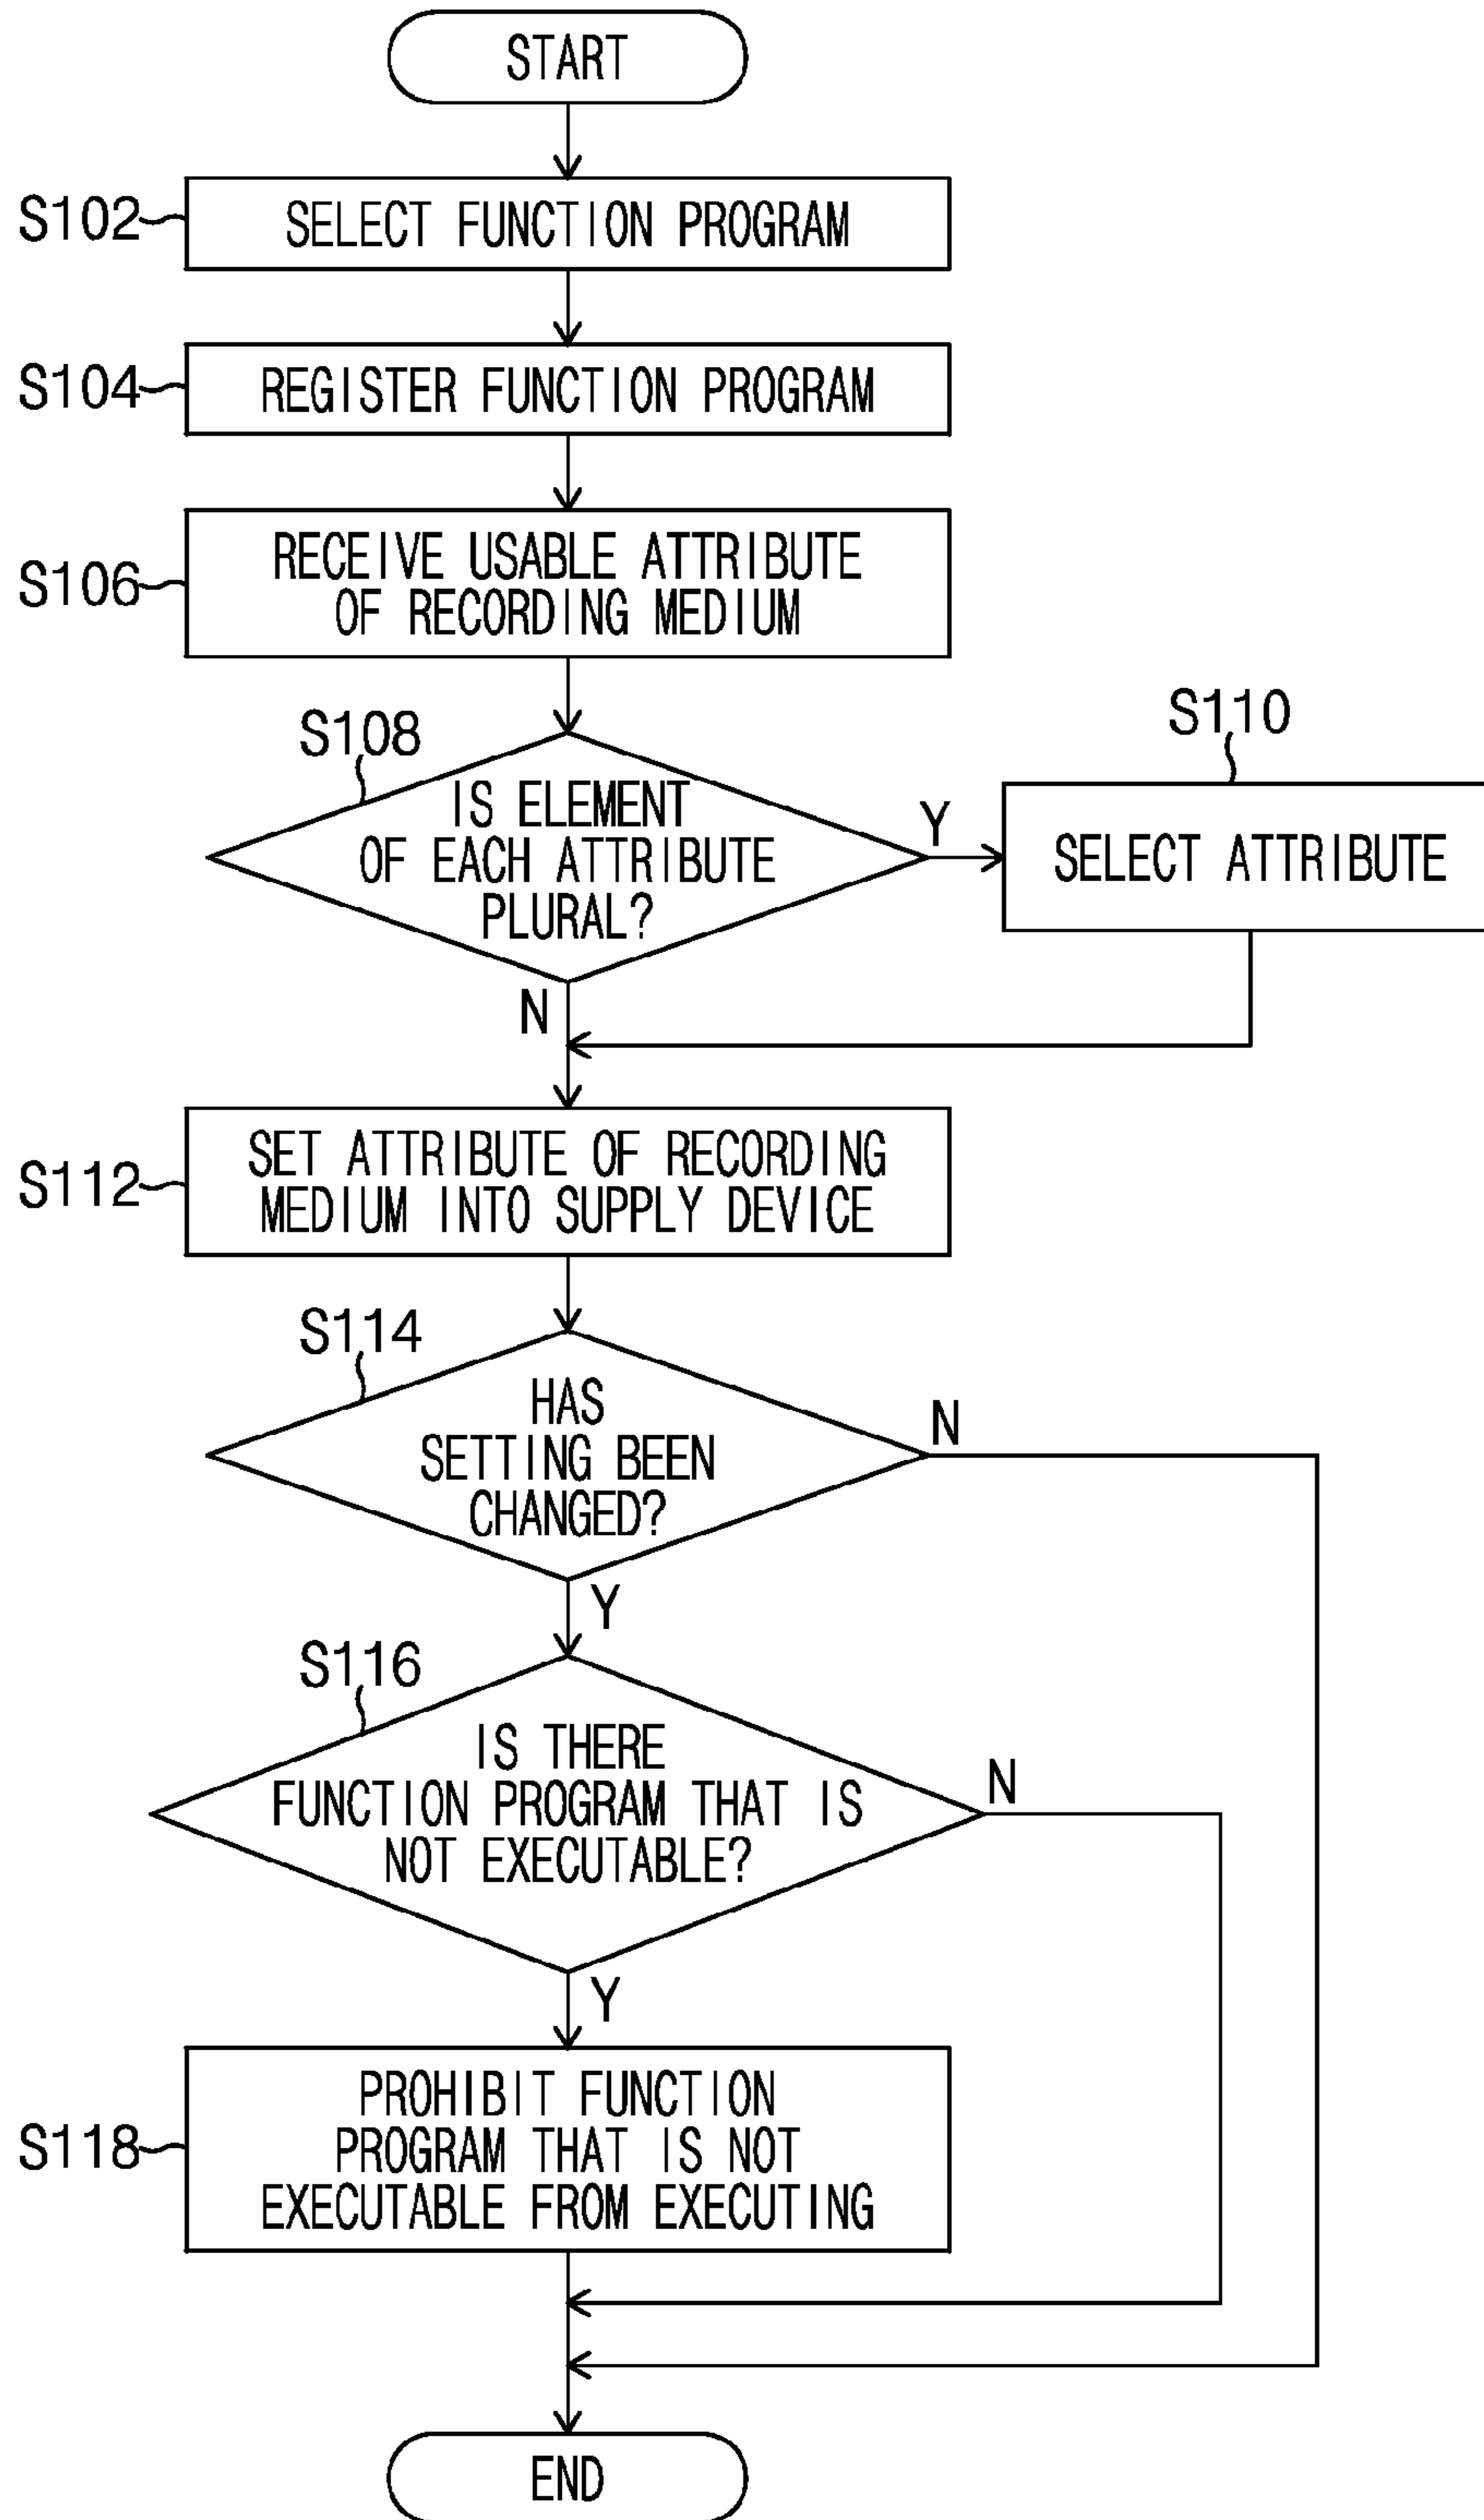 START
S102
SELECT FUNCTION PROGRAM
S104
REGISTER FUNCTION PROGRAM
S106
RECEIVE USABLE ATTRIBUTE
OF RECORDING MEDIUM
S108
IS ELEMENT
OF EACH ATTRIBUTE
PLURAL?
Y
S110
SELECT ATTRIBUTE
N
S112
SET ATTRIBUTE OF RECORDING
MEDIUM INTO SUPPLY DEVICE
S114
HAS
SETTING BEEN
CHANGED?
N
Y
S116
IS THERE
FUNCTION PROGRAM THAT IS
NOT EXECUTABLE?
N
Y
S118
PROHIBIT FUNCTION
PROGRAM THAT IS NOT
EXECUTABLE FROM EXECUTING
END